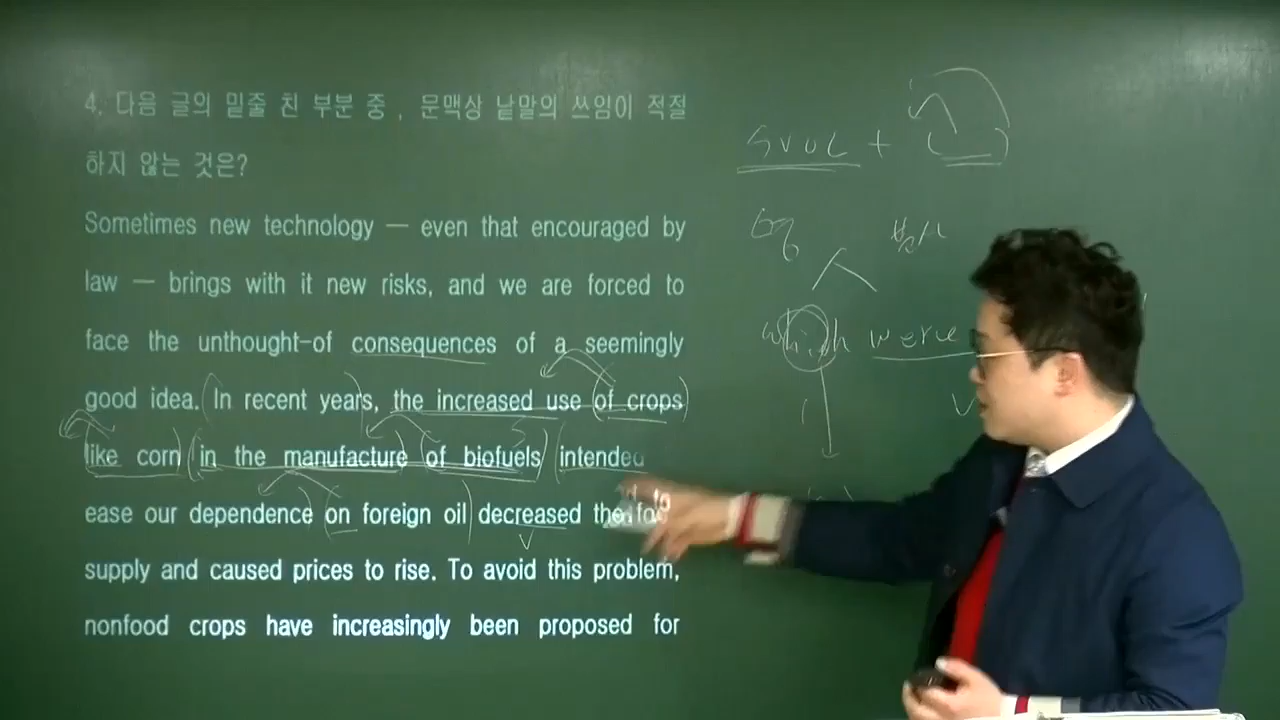 4. 다음 글의 밑줄 친 부분 중 , 문맥상 낱말의 쓰임이 적절
하지 않는 것은?
Sometimes new technology — even that encouraged by
law — brings with it new risks, and we are forced to
face the unthought-of consequences of a seemingly
good idea. In recent years, the increased use of crops
like corn in the manufacture of biofuels intended
ease our dependence on foreign oil decreased the
supply and caused prices to rise. To avoid this problem,
nonfood crops have increasingly been proposed for
SVOC +
which were
V